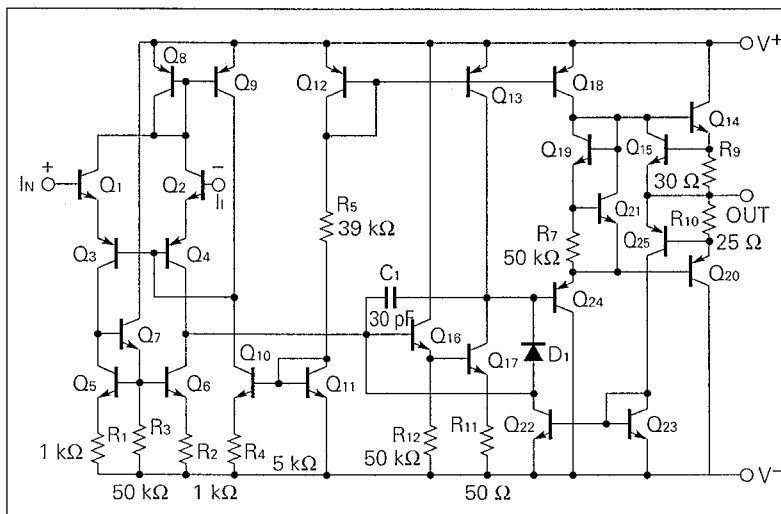 V+
Q8 Q9 Q12 Q13 Q18
Q14
Q19 Q15
R9
IN + − II
Q1 Q2
30 Ω
OUT
R5
39 kΩ
Q21 R10
R7 Q25 25 Ω
Q3 Q4
50 kΩ
C1
Q20
30 pF
Q24
Q7 Q16
Q10 Q17 D1
Q5 Q6 Q11
Q22 Q23
R1 R3 R12 R11
1 kΩ R2 R4 5 kΩ 50 kΩ
V−
50 kΩ 1 kΩ 50 Ω